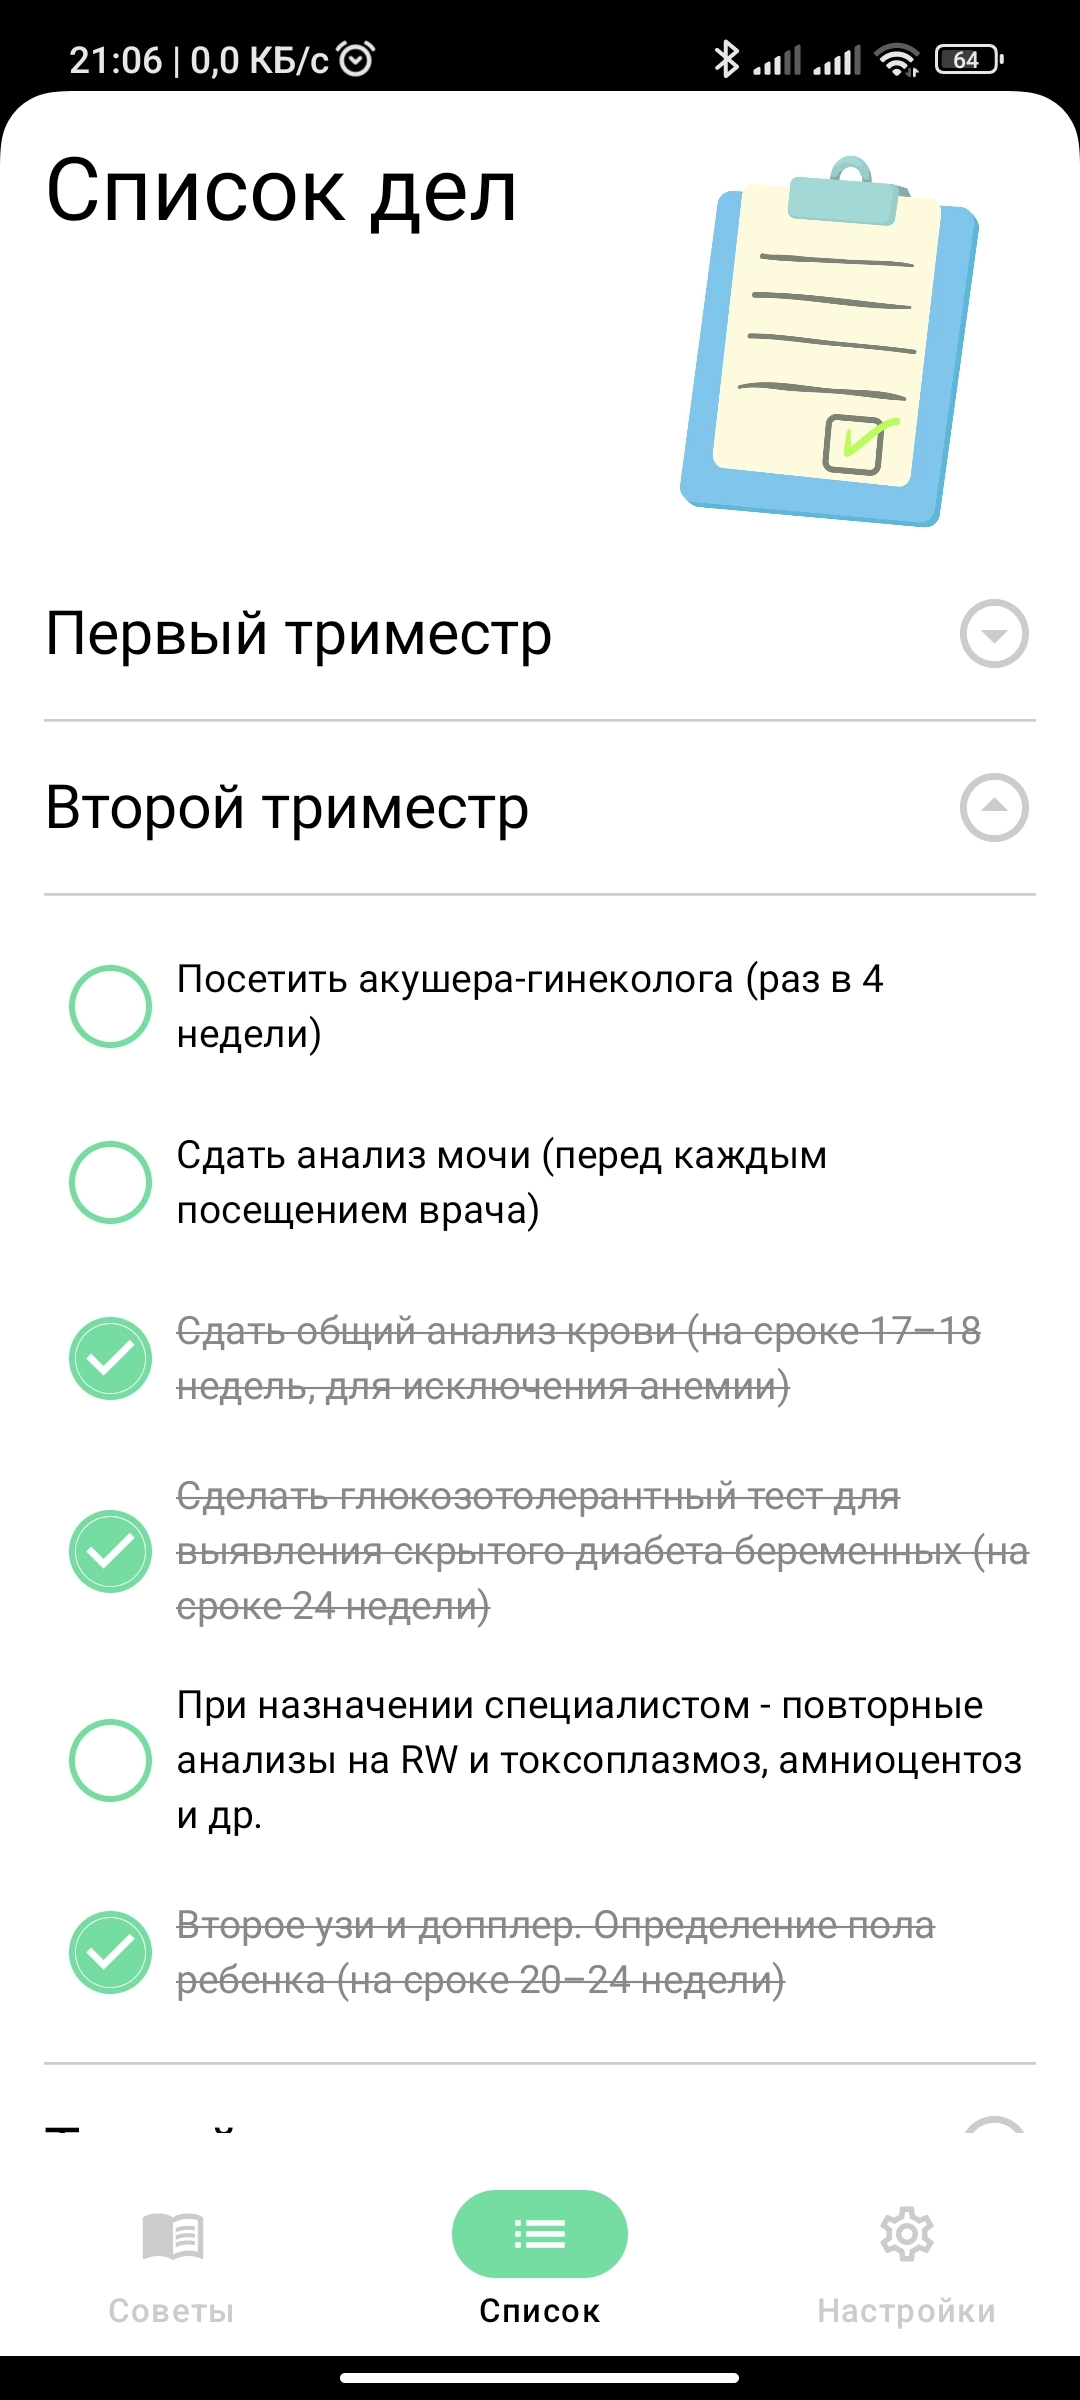 21:06 | 0,0 КБ/с
64
Список дел
Первый триместр
Второй триместр
Посетить акушера-гинеколога (раз в 4
недели)
Сдать анализ мочи (перед каждым
посещением врача)
Сдать общий анализ крови (на сроке 17–18
недель, для исключения анемии)
Сделать глюкозотолерантный тест для
выявления скрытого диабета беременных (на
сроке 24 недели)
При назначении специалистом - повторные
анализы на RW и токсоплазмоз, амниоцентоз
и др.
Второе узи и допплер. Определение пола
ребенка (на сроке 20–24 недели)
Советы
Список
Настройки